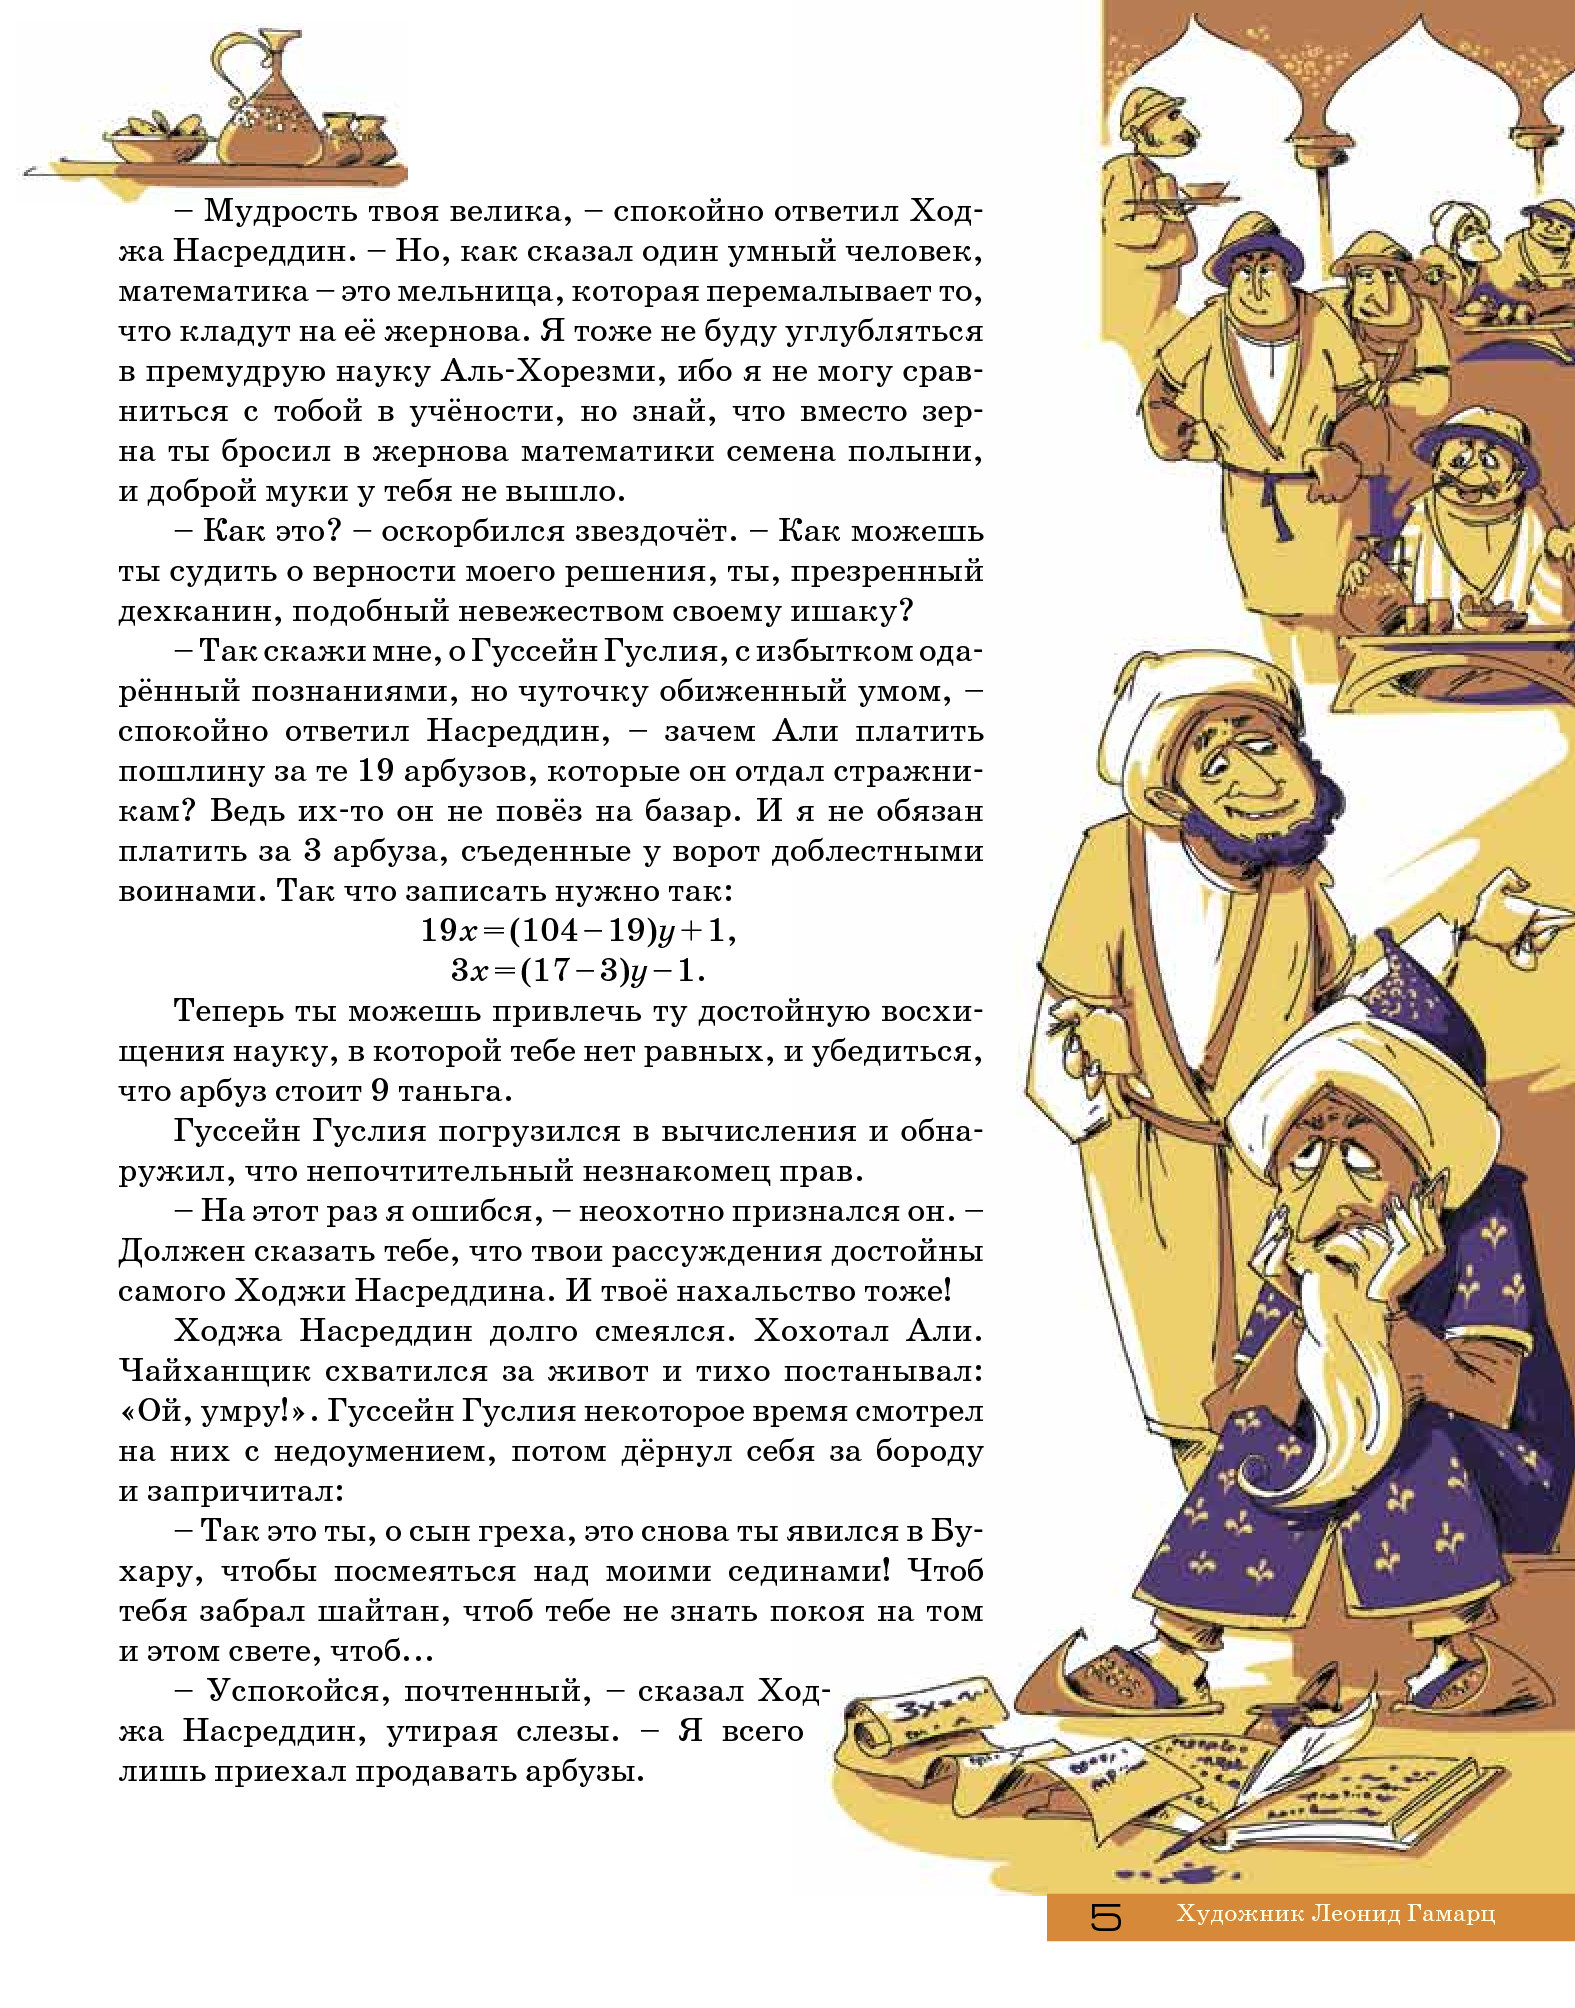 – Мудрость твоя велика, – спокойно ответил Ход-
жа Насреддин. – Но, как сказал один умный человек,
математика – это мельница, которая перемалывает то,
что кладут на её жернова. Я тоже не буду углубляться
в премудрую науку Аль-Хорезми, ибо я не могу срав-
ниться с тобой в учёности, но знай, что вместо зер-
на ты бросил в жернова математики семена полыни,
и доброй муки у тебя не вышло.
– Как это? – оскорбился звездочёт. – Как можешь
ты судить о верности моего решения, ты, презренный
дехканин, подобный невежеством своему ишаку?
– Так скажи мне, о Гуссейн Гуслия, с избытком ода-
рённый познаниями, но чуточку обиженный умом, –
спокойно ответил Насреддин, – зачем Али платить
пошлину за те 19 арбузов, которые он отдал стражни-
кам? Ведь их-то он не повёз на базар. И я не обязан
платить за 3 арбуза, съеденные у ворот доблестными
воинами. Так что записать нужно так:
19x=(104–19)y+1,
3x=(17–3)y–1.
Теперь ты можешь привлечь ту достойную восхи-
щения науку, в которой тебе нет равных, и убедиться,
что арбуз стоит 9 таньга.
Гуссейн Гуслия погрузился в вычисления и обна-
ружил, что непочтительный незнакомец прав.
– На этот раз я ошибся, – неохотно признался он. –
Должен сказать тебе, что твои рассуждения достойны
самого Ходжи Насреддина. И твоё нахальство тоже!
Ходжа Насреддин долго смеялся. Хохотал Али.
Чайханщик схватился за живот и тихо постанывал:
«Ой, умру!». Гуссейн Гуслия некоторое время смотрел
на них с недоумением, потом дёрнул себя за бороду
и запричитал:
– Так это ты, о сын греха, это снова ты явился в Бу-
хару, чтобы посмеяться над моими сединами! Чтоб
тебя забрал шайтан, чтоб тебе не знать покоя на том
и этом свете, чтоб...
– Успокойся, почтенный, – сказал Ход-
жа Насреддин, утирая слезы. – Я всего
лишь приехал продавать арбузы.
3x=
5 Художник Леонид Гамарц